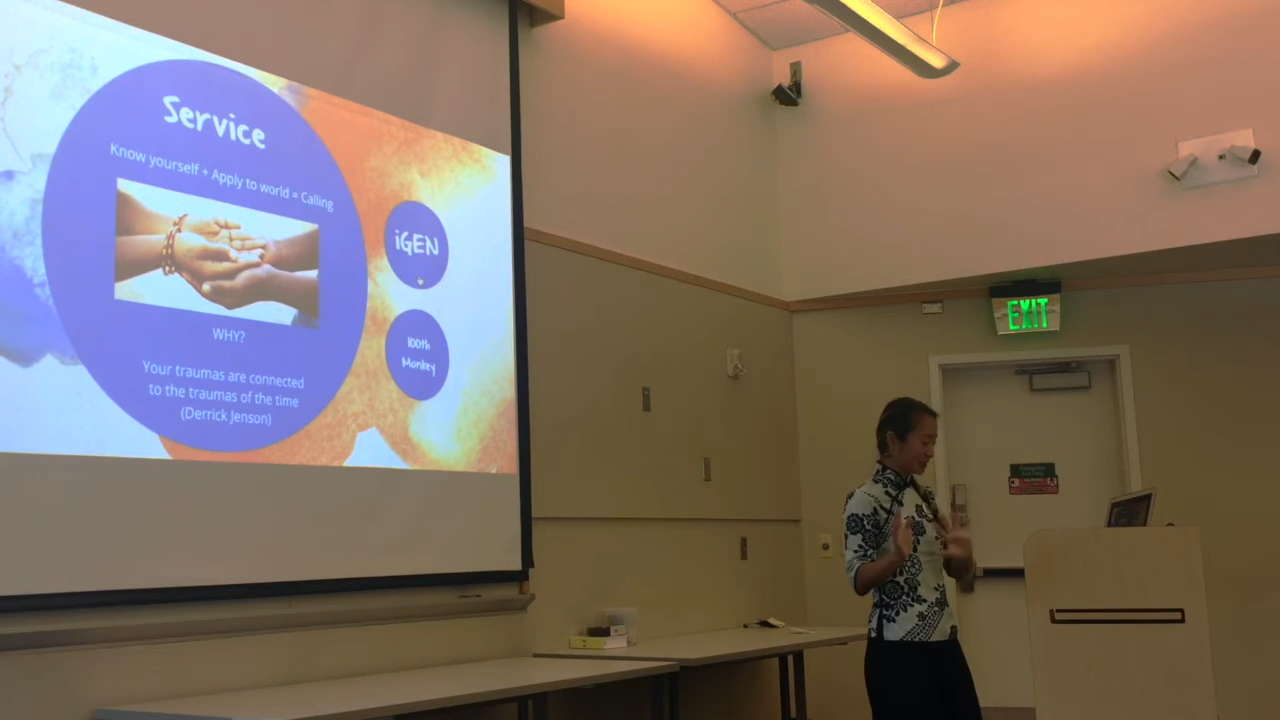 Service
Know yourself + Apply to world = Calling
WHY?
Your traumas are connected
to the traumas of the time
(Derrick Jenson)
iGEN
100th
Monkey
EXIT